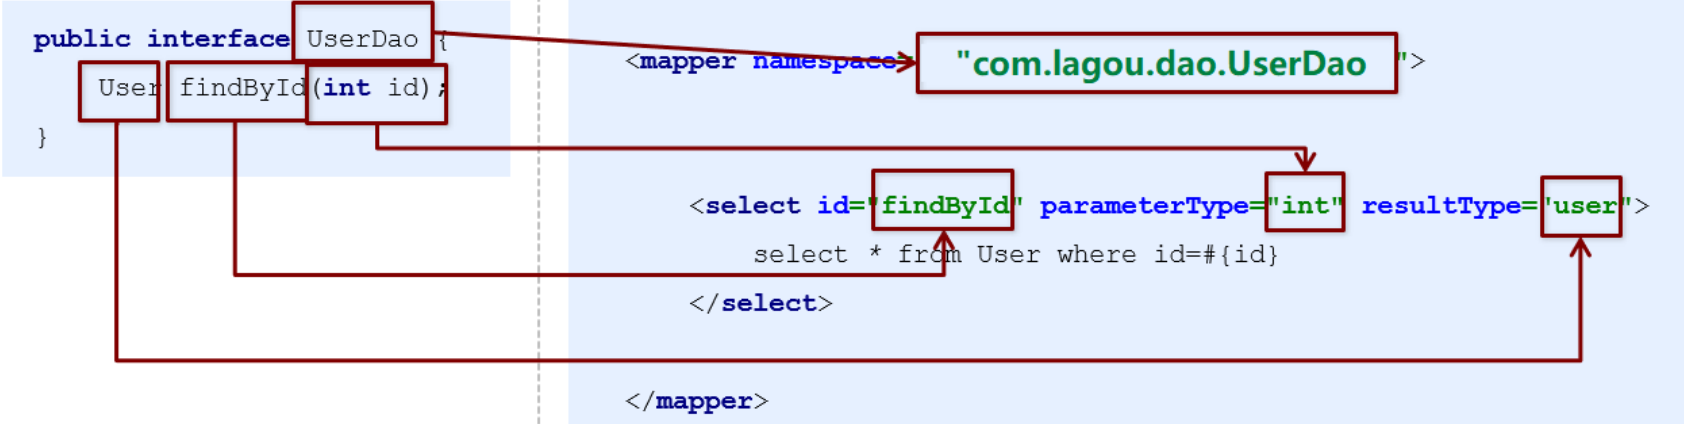 public interface UserDao {
User findById(int id);
}
<mapper namespace="com.lagou.dao.UserDao">
<select id="findById" parameterType="int" resultType="user">
select * from User where id=#{id}
</select>
</mapper>